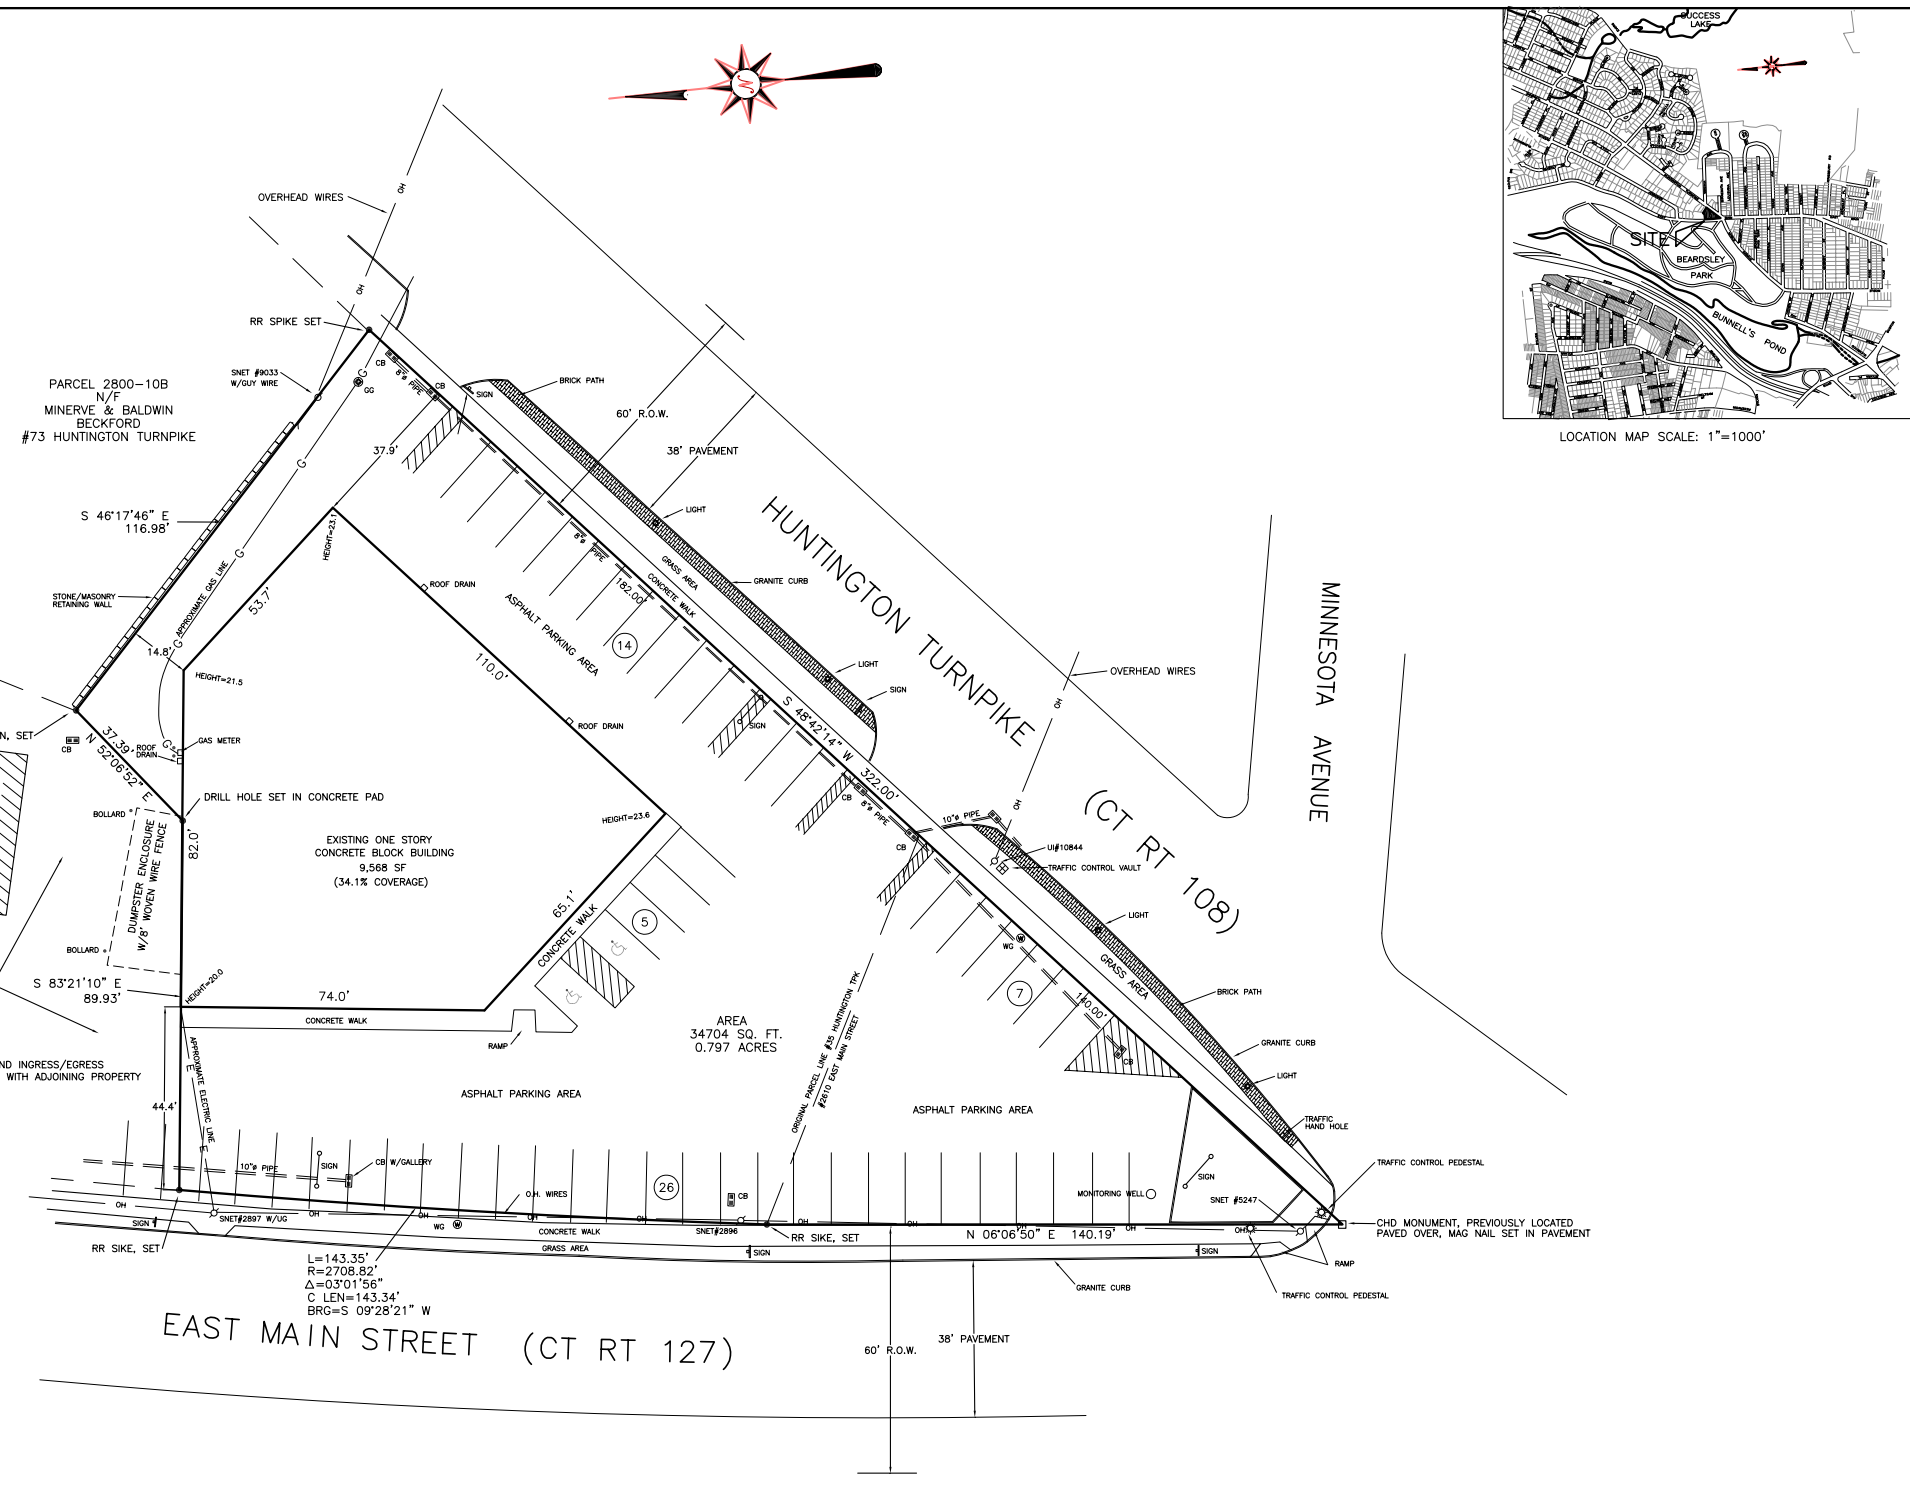 SUCCESS
LAKE
SITE
BEARDSLEY
PARK
BUNNELL'S POND
LOCATION MAP SCALE: 1"=1000'
N
OVERHEAD WIRES
OH
OH
RR SPIKE SET
SNET #9033
W/GUY WIRE
GG
CB
8"ø PIPE
CB
SIGN
BRICK PATH
60' R.O.W.
38' PAVEMENT
PARCEL 2800-10B
N/F
MINERVE & BALDWIN
BECKFORD
#73 HUNTINGTON TURNPIKE
37.9'
S 46°17'46" E
116.98'
G
G
G
G
G
APPROXIMATE GAS LINE
STONE/MASONRY
RETAINING WALL
14.8'
HEIGHT=23.1
53.7'
HEIGHT=21.5
ROOF DRAIN
110.0'
ROOF DRAIN
ASPHALT PARKING AREA
14
8"ø PIPE
182.00'
GRASS AREA
CONCRETE WALK
LIGHT
GRANITE CURB
LIGHT
SIGN
SIGN
HUNTINGTON TURNPIKE
(CT RT 108)
MINNESOTA AVENUE
OVERHEAD WIRES
OH
OH
S 48°42'14" W 322.00'
N, SET
CB
37.39'
N 52°06'52" E
ROOF
DRAIN
GAS METER
DRILL HOLE SET IN CONCRETE PAD
BOLLARD
DUMPSTER ENCLOSURE
W/8' WOVEN WIRE FENCE
BOLLARD
82.0'
EXISTING ONE STORY
CONCRETE BLOCK BUILDING
9,568 SF
(34.1% COVERAGE)
HEIGHT=23.6
65.1'
CONCRETE WALK
5
CB
8"ø PIPE
CB
10"ø PIPE
UI#10844
TRAFFIC CONTROL VAULT
LIGHT
WG
W
7
140.00'
GRASS AREA
BRICK PATH
GRANITE CURB
LIGHT
CB
TRAFFIC
HAND HOLE
S 83°21'10" E
89.93'
HEIGHT=20.0
74.0'
CONCRETE WALK
RAMP
AREA
34704 SQ. FT.
0.797 ACRES
ORIGINAL PARCEL LINE #35 HUNTINGTON TPK
#2610 EAST MAIN STREET
ND INGRESS/EGRESS
WITH ADJOINING PROPERTY
44.4'
APPROXIMATE ELECTRIC LINE
E
E
E
ASPHALT PARKING AREA
ASPHALT PARKING AREA
10"ø PIPE
SIGN
CB W/GALLERY
O.H. WIRES
26
CB
MONITORING WELL
SIGN
SNET #5247
TRAFFIC CONTROL PEDESTAL
OH
OH
OH
OH
OH
OH
OH
OH
OH
OH
SIGN
SNET#2897 W/UG
WG
W
CONCRETE WALK
GRASS AREA
SNET#2896
SIGN
RR SIKE, SET
RR SIKE, SET
N 06°06'50" E 140.19'
SIGN
CHD MONUMENT, PREVIOUSLY LOCATED
PAVED OVER, MAG NAIL SET IN PAVEMENT
RAMP
GRANITE CURB
TRAFFIC CONTROL PEDESTAL
L=143.35'
R=2708.82'
Δ=03°01'56"
C LEN=143.34'
BRG=S 09°28'21" W
EAST MAIN STREET (CT RT 127)
60' R.O.W.
38' PAVEMENT